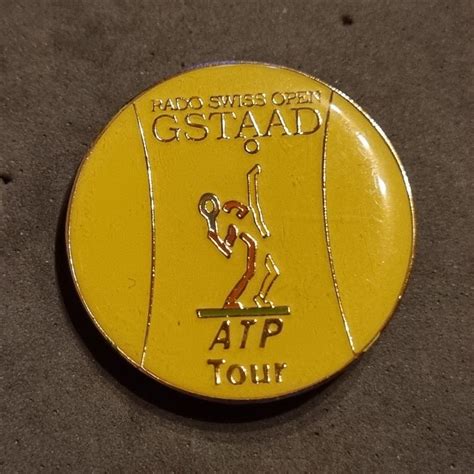 RADO SWISS OPEN
GSTAAD
ATP
Tour